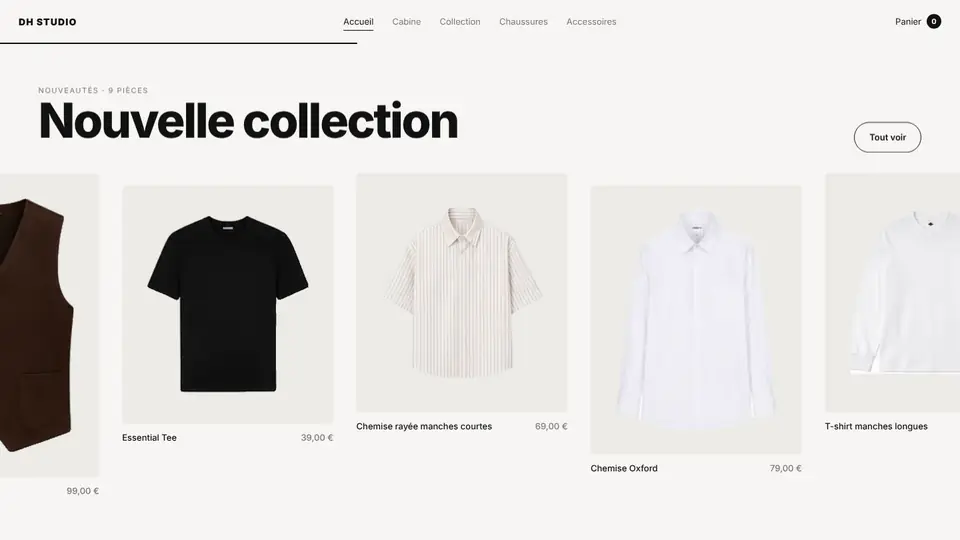 DH STUDIO
Accueil
Cabine
Collection
Chaussures
Accessoires
Panier 0
NOUVEAUTÉS - 9 PIÈCES
Nouvelle collection
Tout voir
99,00 €
Essential Tee
39,00 €
Chemise rayée manches courtes
69,00 €
Chemise Oxford
79,00 €
T-shirt manches longues